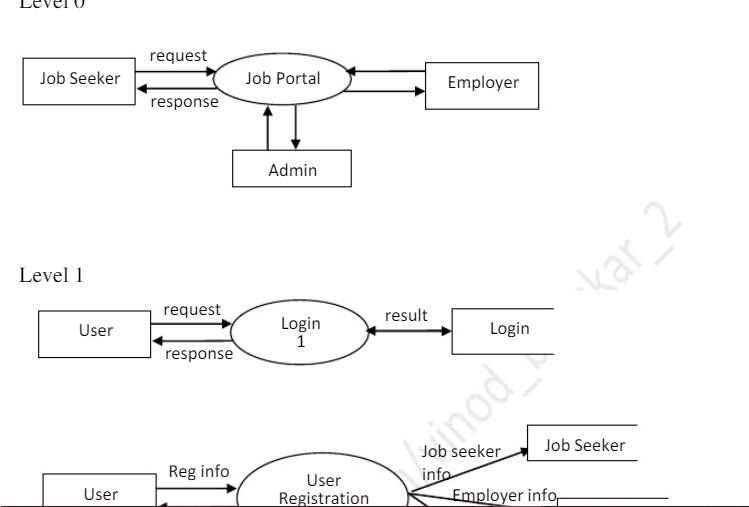 Level 0
request
Job Seeker
Job Portal
Employer
response
Admin
Level 1
request
User
Login
1
result
Login
response
Job seeker
info
Job Seeker
Reg info
User
Registration
User
Employer info